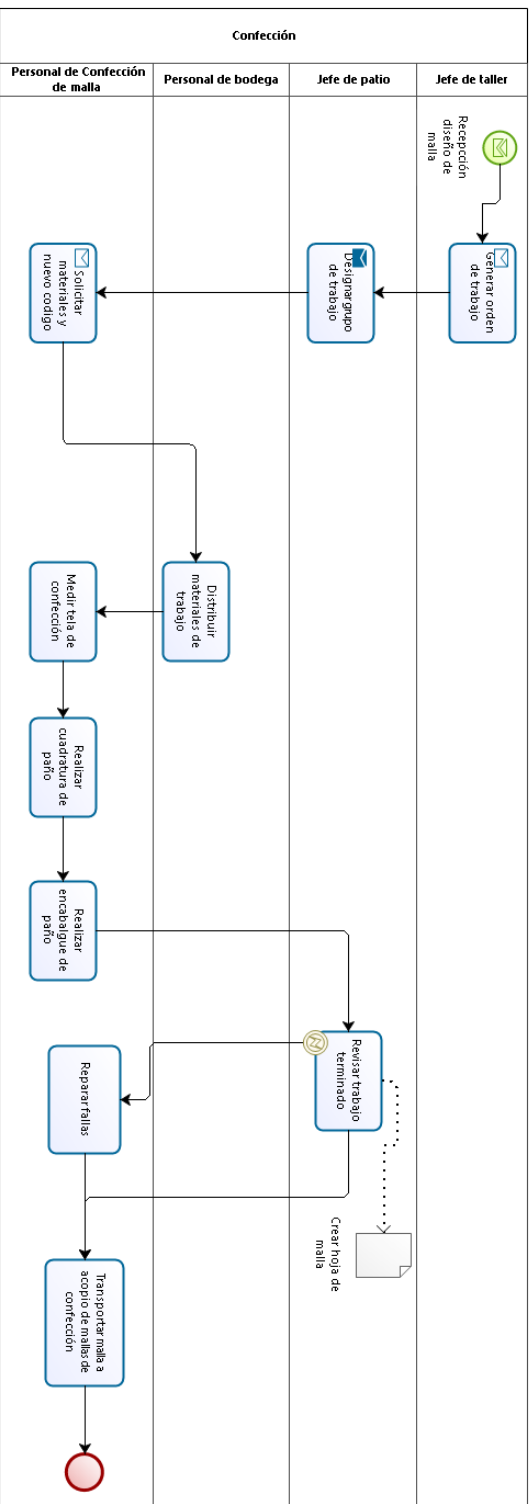 Confección
Personal de Confección
de malla
Personal de bodega
Jefe de patio
Jefe de taller
Recepcción
diseño de
malla
Generar orden
de trabajo
Designar grupo
de trabajo
Solicitar
materiales y
nuevo codigo
Distribuir
materiales de
trabajo
Medir tela de
confección
Realizar
cuadratura de
paño
Realizar
encabalgue de
paño
Revisar trabajo
terminado
Reparar fallas
Crear hoja de
malla
Transportar malla a
acopio de mallas de
confección